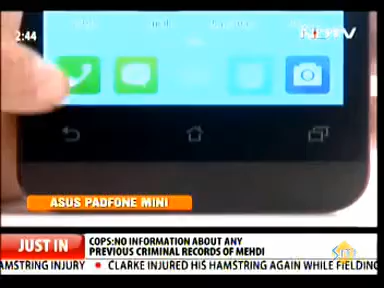 2:44
NDTV
ASUS PADFONE MINI
JUST IN
COPS:NO INFORMATION ABOUT ANY
PREVIOUS CRIMINAL RECORDS OF MEHDI
AMSTRING INJURY • CLARKE INJURED HIS HAMSTRING AGAIN WHILE FIELDING